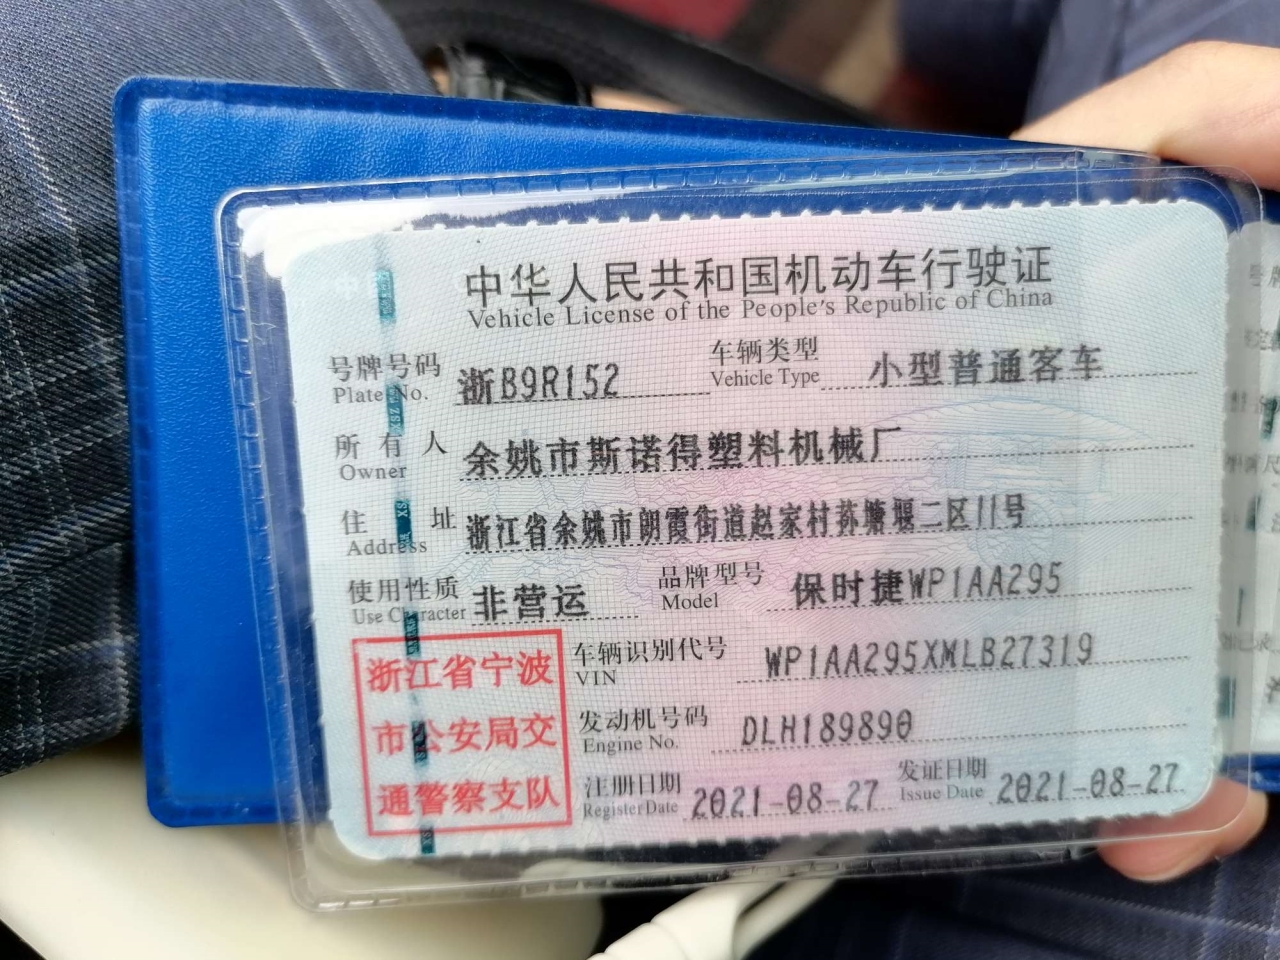 中华人民共和国机动车行驶证
Vehicle License of the People's Republic of China
号牌号码 浙B9R152 车辆类型 小型普通客车
Plate No. Vehicle Type
所有人 余姚市斯诺得塑料机械厂
Owner
住址 浙江省余姚市朗霞街道赵家村荪塘堰二区11号
Address
使用性质 非营运 品牌型号 保时捷WP1AA295
Use Character Model
浙江省宁波
市公安局交
通警察支队
车辆识别代号 WP1AA295XMLB27319
VIN
发动机号码 DLH189890
Engine No.
注册日期 2021-08-27 发证日期 2021-08-27
Register Date Issue Date